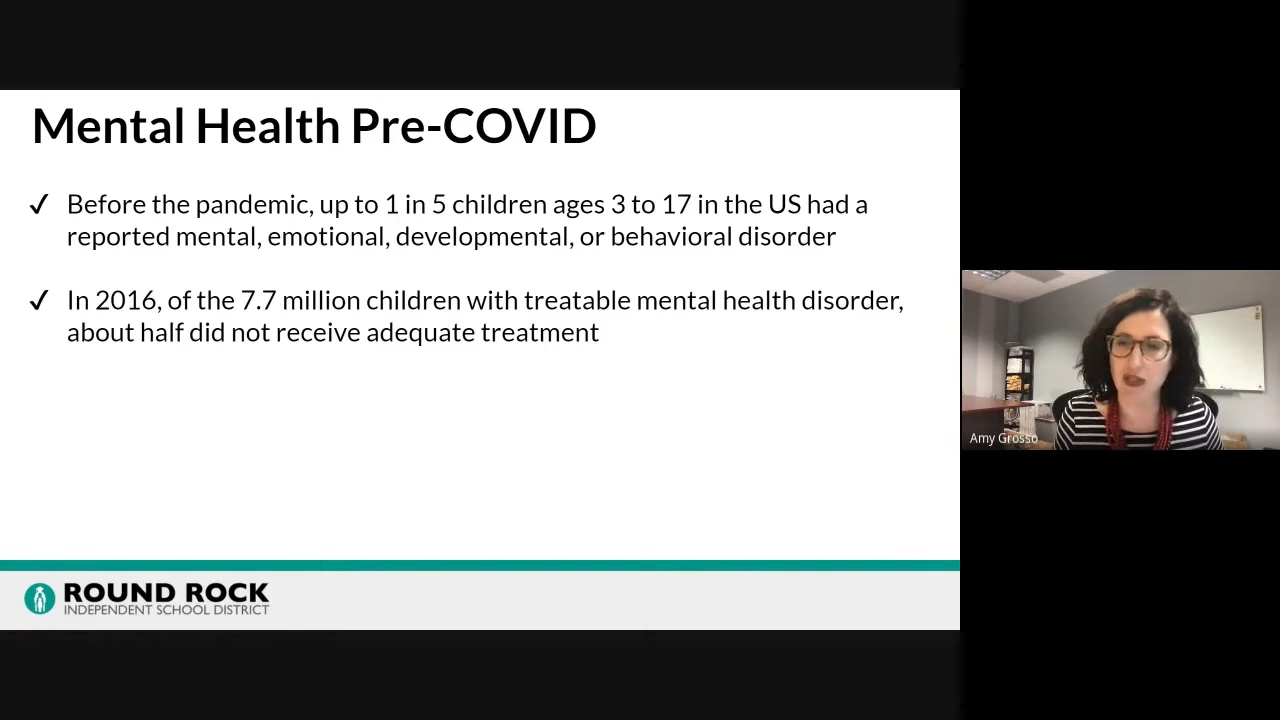 Mental Health Pre-COVID
✓ Before the pandemic, up to 1 in 5 children ages 3 to 17 in the US had a
reported mental, emotional, developmental, or behavioral disorder
✓ In 2016, of the 7.7 million children with treatable mental health disorder,
about half did not receive adequate treatment
Amy Grosso
ROUND ROCK
INDEPENDENT SCHOOL DISTRICT